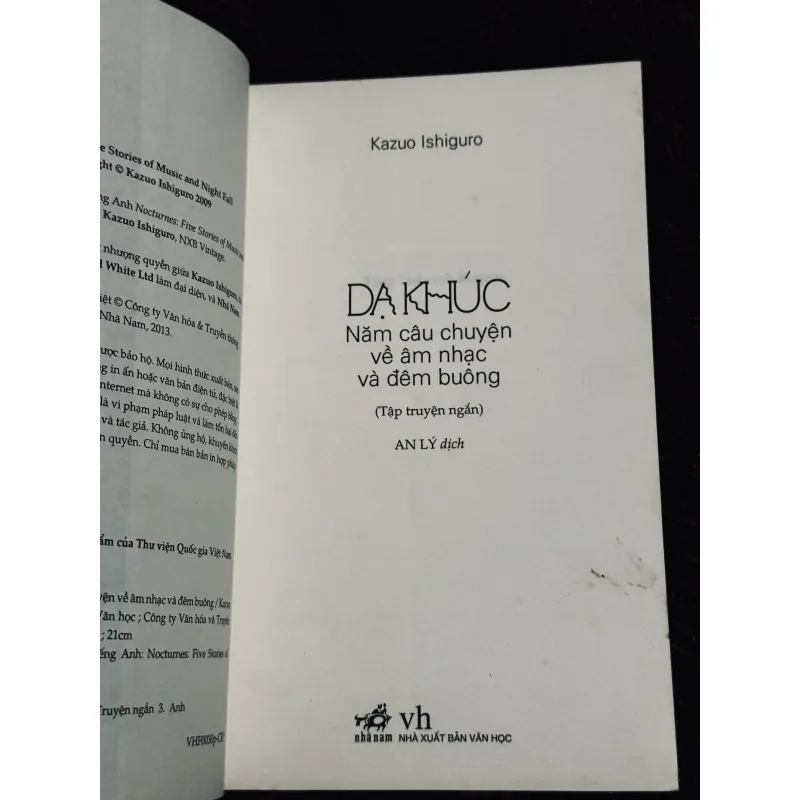 e Stories of Music and Night Fall
ght © Kazuo Ishiguro 2009
ng Anh Nocturnes: Five Stories of Music
Kazuo Ishiguro, NXB Vintage.
nhượng quyền giữa Kazuo Ishiguro,
d White Ltd làm đại diện, và Nhã Nam,
iệt © Công ty Văn hóa & Truyền thông
Nhã Nam, 2013.
ược bảo hộ. Mọi hình thức xuất bản,
ng in ấn hoặc văn bản điện tử, đặc biệt là
internet mà không có sự cho phép bằng
là vi phạm pháp luật và làm tổn hại đến
và tác giả. Không ủng hộ, khuyến khích
n quyền. Chỉ mua bán bản in hợp pháp.
ẩm của Thư viện Quốc gia Việt Nam
yện về âm nhạc và đêm buông / Kazuo
Văn học ; Công ty Văn hóa và Truyền
; 21cm
iếng Anh: Nocturnes: Five Stories of
Truyện ngắn 3. Anh
VHF0030p-CIP
Kazuo Ishiguro
DẠ KHÚC
Năm câu chuyện
về âm nhạc
và đêm buông
(Tập truyện ngắn)
AN LÝ dịch
nhã nam
vh
NHÀ XUẤT BẢN VĂN HỌC